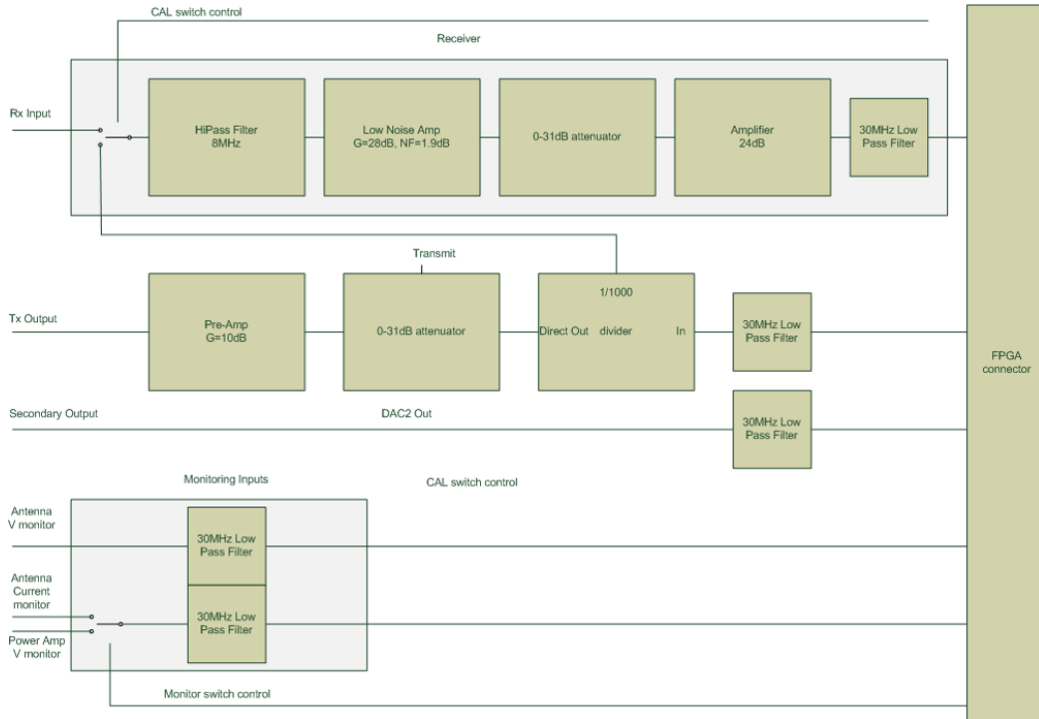 CAL switch control
Receiver
Rx Input
HiPass Filter
8MHz
Low Noise Amp
G=28dB, NF=1.9dB
0-31dB attenuator
Amplifier
24dB
30MHz Low
Pass Filter
Transmit
Tx Output
Pre-Amp
G=10dB
0-31dB attenuator
1/1000
Direct Out divider In
30MHz Low
Pass Filter
FPGA
connector
Secondary Output
DAC2 Out
30MHz Low
Pass Filter
Monitoring Inputs
CAL switch control
Antenna
V monitor
30MHz Low
Pass Filter
Antenna
Current
monitor
30MHz Low
Pass Filter
Power Amp
V monitor
Monitor switch control